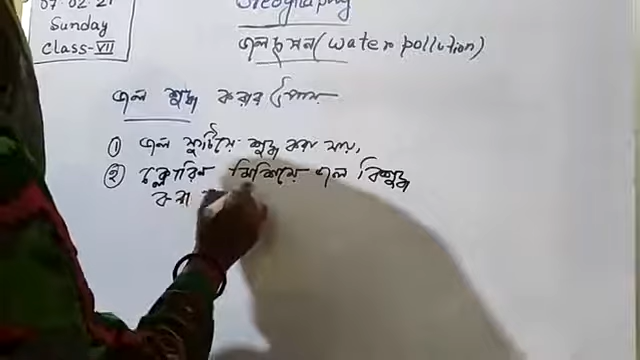 07.02.21
Sunday
Class-VII
Geography
জলদূষণ (Water pollution)
জল শুদ্ধ করার উপায়
① জল ফুটিয়ে শুদ্ধ করা যায়,
② ক্লোরিন মিশিয়ে জল বিশুদ্ধ
করা